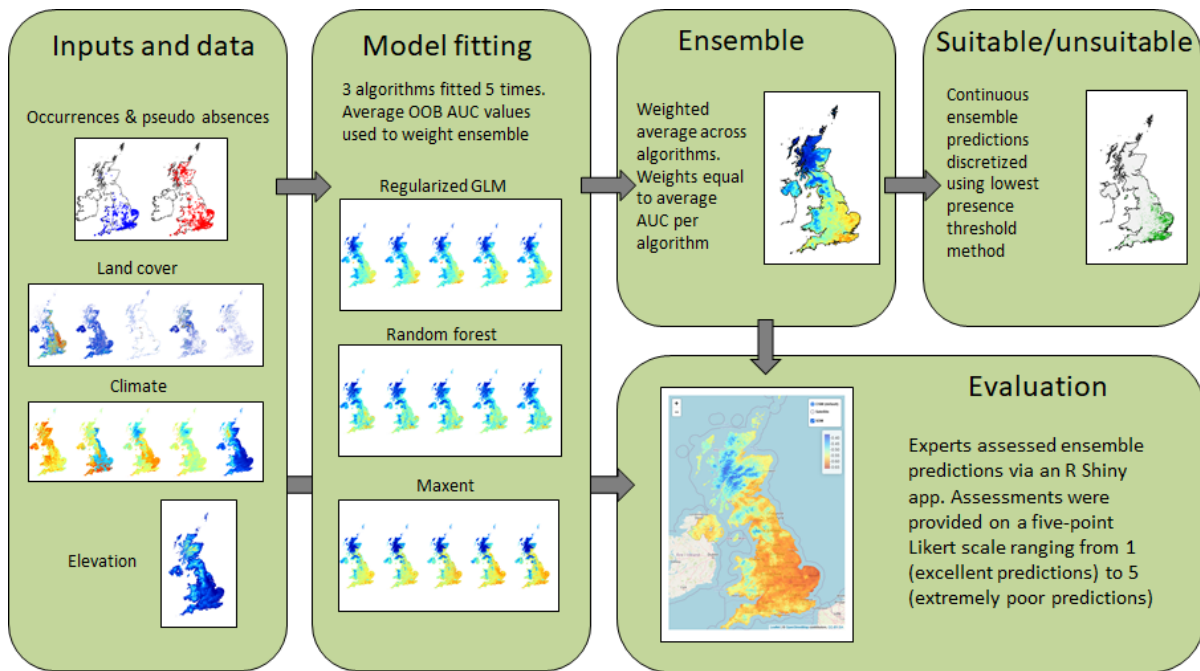 Inputs and data
Occurrences & pseudo absences
Land cover
Climate
Elevation
Model fitting
3 algorithms fitted 5 times.
Average OOB AUC values
used to weight ensemble
Regularized GLM
Random forest
Maxent
Ensemble
Weighted
average across
algorithms.
Weights equal
to average
AUC per
algorithm
Suitable/unsuitable
Continuous
ensemble
predictions
discretized
using lowest
presence
threshold
method
Evaluation
Experts assessed ensemble
predictions via an R Shiny
app. Assessments were
provided on a five-point
Likert scale ranging from 1
(excellent predictions) to 5
(extremely poor predictions)